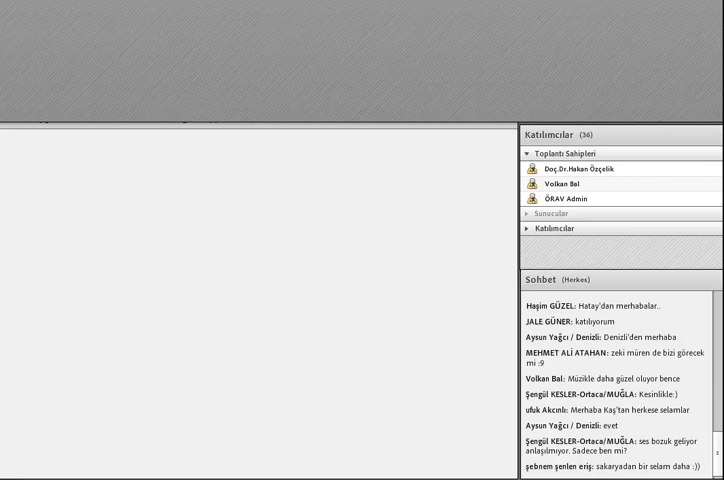 Katılımcılar (36)
Toplantı Sahipleri
Doç.Dr.Hakan Özçelik
Volkan Bal
ÖRAV Admin
Sunucular
Katılımcılar
Sohbet (Herkes)
Haşim GÜZEL: Hatay'dan merhabalar..
JALE GÜNER: katılıyorum
Aysun Yağcı / Denizli: Denizli'den merhaba
MEHMET ALİ ATAHAN: zeki müren de bizi görecek
mi :9
Volkan Bal: Müzikle daha güzel oluyor bence
Şengül KESLER-Ortaca/MUĞLA: Kesinlikle:)
ufuk Akcınlı: Merhaba Kaş'tan herkese selamlar
Aysun Yağcı / Denizli: evet
Şengül KESLER-Ortaca/MUĞLA: ses bozuk geliyor
anlaşılmıyor. Sadece ben mi?
şebnem şenlen eriş: sakaryadan bir selam daha :))